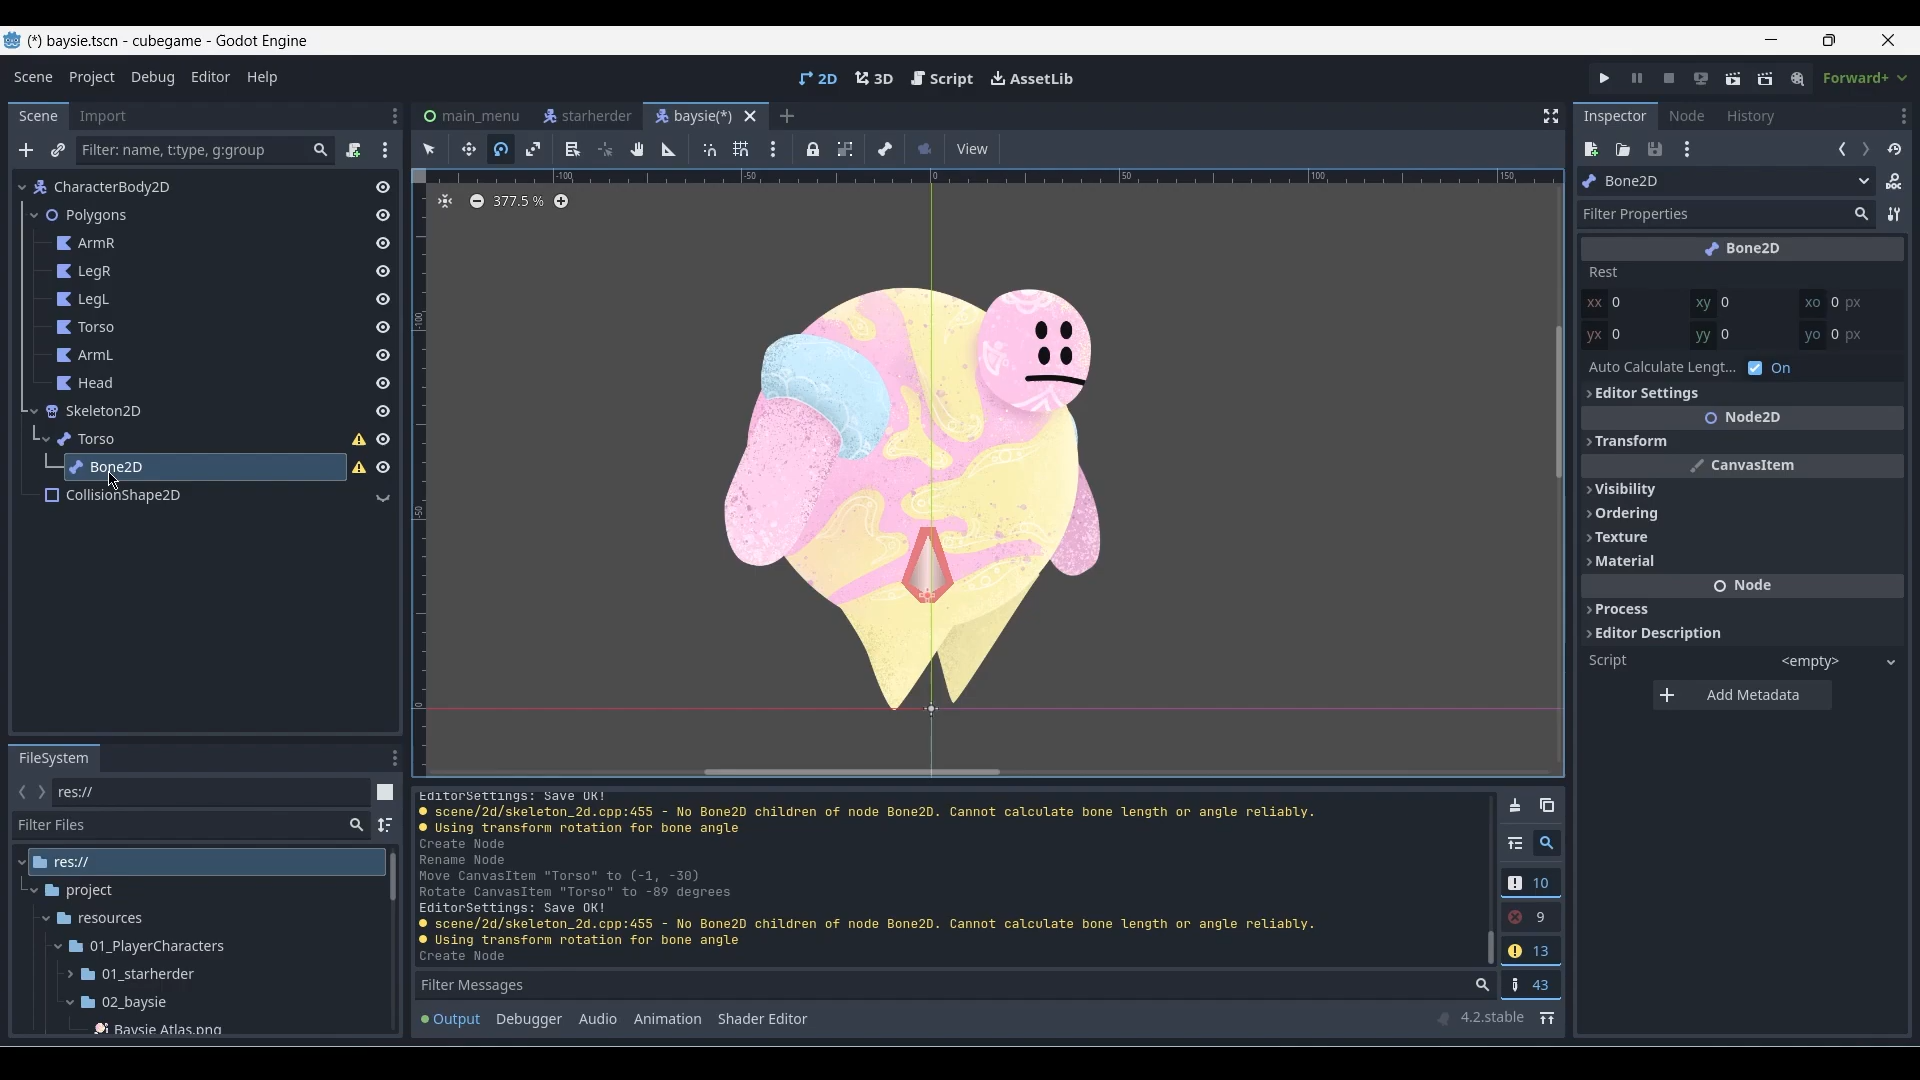 (*) baysie.tscn - cubegame - Godot Engine
Scene Project Debug Editor Help
2D 3D Script AssetLib
Forward+
Scene Import
Filter: name, t:type, g:group
CharacterBody2D
Polygons
ArmR
LegR
LegL
Torso
ArmL
Head
Skeleton2D
Torso
Bone2D
CollisionShape2D
FileSystem
res://
Filter Files
res://
project
resources
01_PlayerCharacters
01_starherder
02_baysie
Baysie Atlas.png
main_menu starherder baysie(*)
View
-100 -50 0 50 100 150
377.5 %
-100
-50
0
EditorSettings: Save OK!
scene/2d/skeleton_2d.cpp:455 - No Bone2D children of node Bone2D. Cannot calculate bone length or angle reliably.
Using transform rotation for bone angle
Create Node
Rename Node
Move CanvasItem "Torso" to (-1, -30)
Rotate CanvasItem "Torso" to -89 degrees
EditorSettings: Save OK!
scene/2d/skeleton_2d.cpp:455 - No Bone2D children of node Bone2D. Cannot calculate bone length or angle reliably.
Using transform rotation for bone angle
Create Node
Filter Messages
10
9
13
43
Output Debugger Audio Animation Shader Editor
4.2.stable
Inspector Node History
Bone2D
Filter Properties
Bone2D
Rest
xx 0 xy 0 xo 0 px
yx 0 yy 0 yo 0 px
Auto Calculate Lengt... On
Editor Settings
Node2D
Transform
CanvasItem
Visibility
Ordering
Texture
Material
Node
Process
Editor Description
Script <empty>
Add Metadata